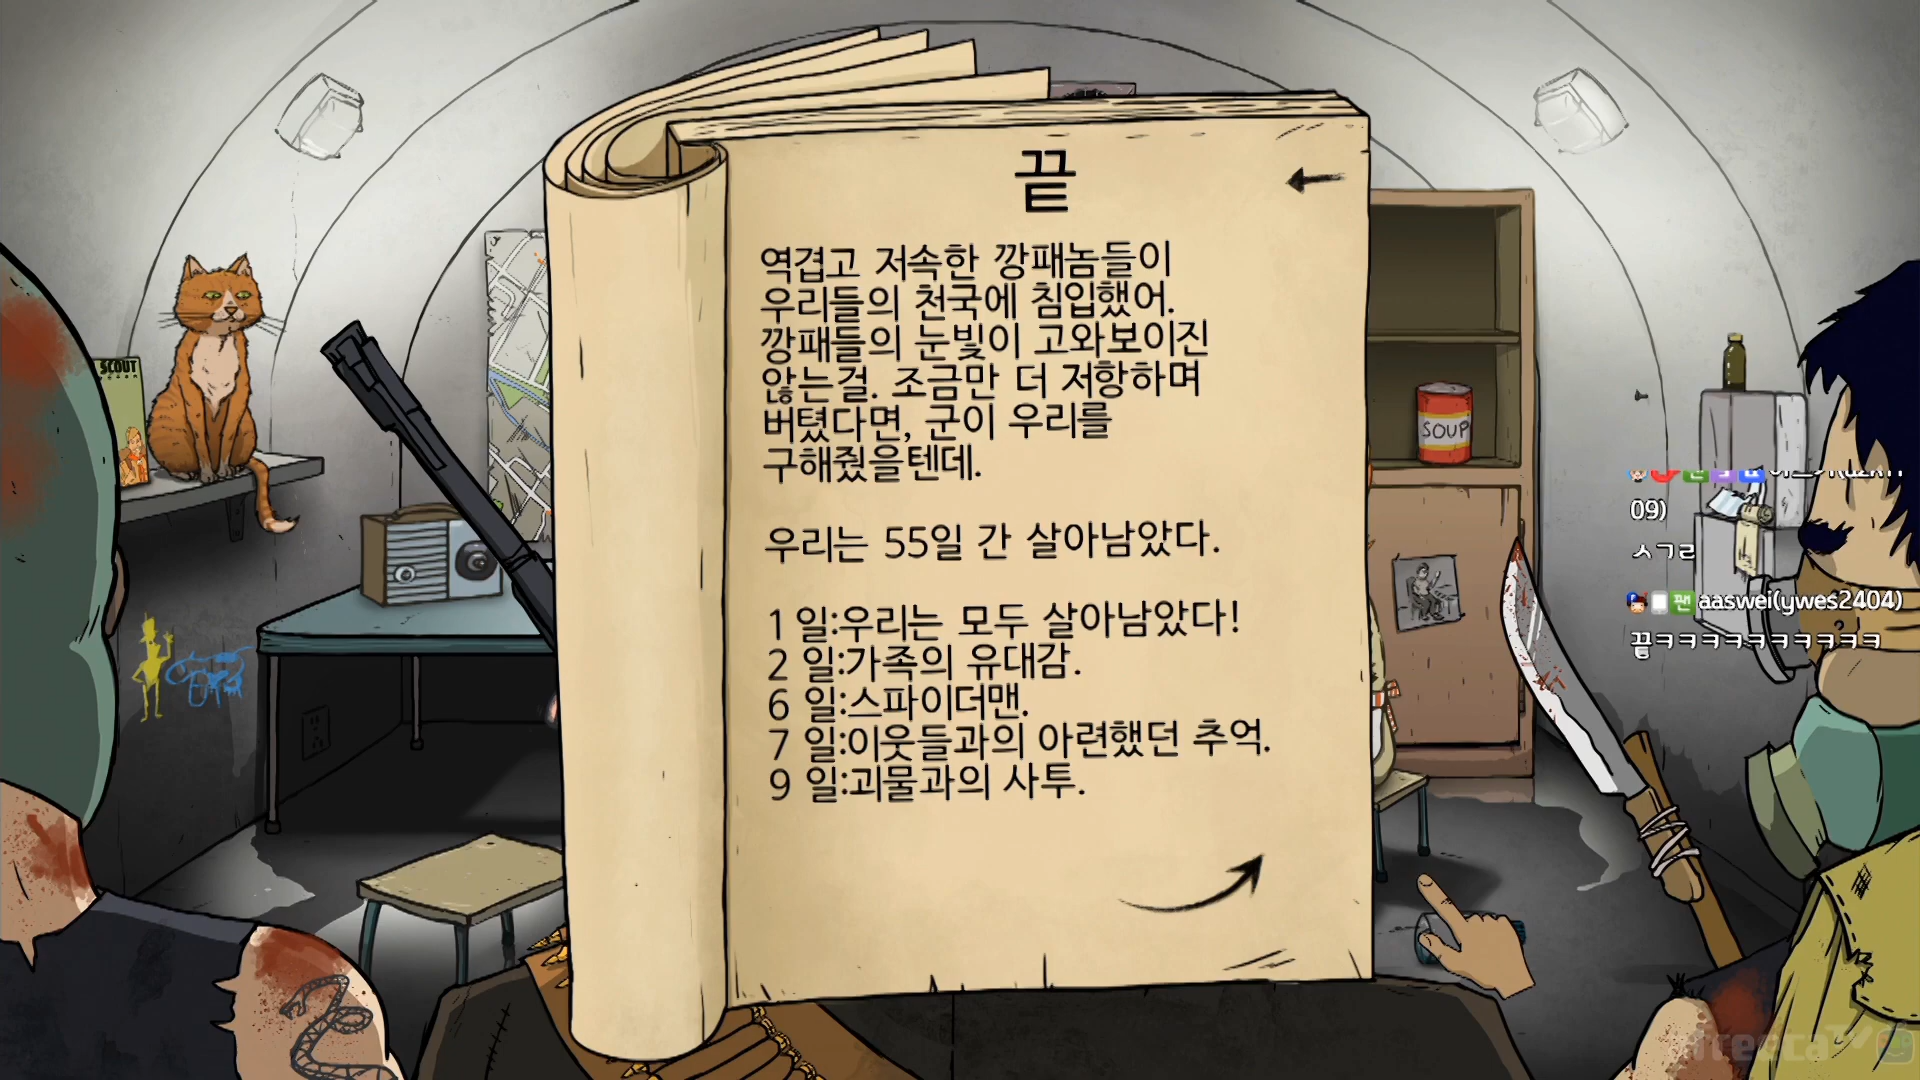 끝
역겹고 저속한 깡패놈들이
우리들의 천국에 침입했어.
깡패들의 눈빛이 고와보이진
않는걸. 조금만 더 저항하며
버텼다면, 군이 우리를
구해줬을텐데.
우리는 55일 간 살아남았다.
1 일:우리는 모두 살아남았다!
2 일:가족의 유대감.
6 일:스파이더맨.
7 일:이웃들과의 아련했던 추억.
9 일:괴물과의 사투.
SCOUT
SOUP
09)
ㅅㄱㄹ
팬 aaswei(ywes2404)
끝ㅋㅋㅋㅋㅋㅋㅋㅋㅋㅋ